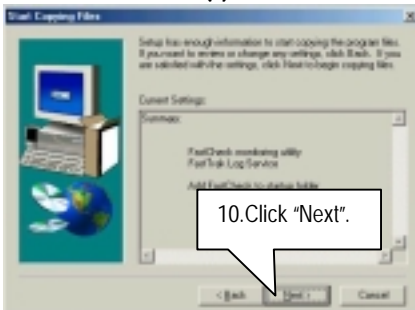 Start Copying Files
Setup has enough information to start copying the program files.
If you want to review or change any settings, click Back. If you
are satisfied with the settings, click Next to begin copying files.
Current Settings:
Summary:
FastCheck monitoring utility
FastTrak Log Service
Add FastCheck to startup folder
10.Click “Next”.
< Back
Next >
Cancel